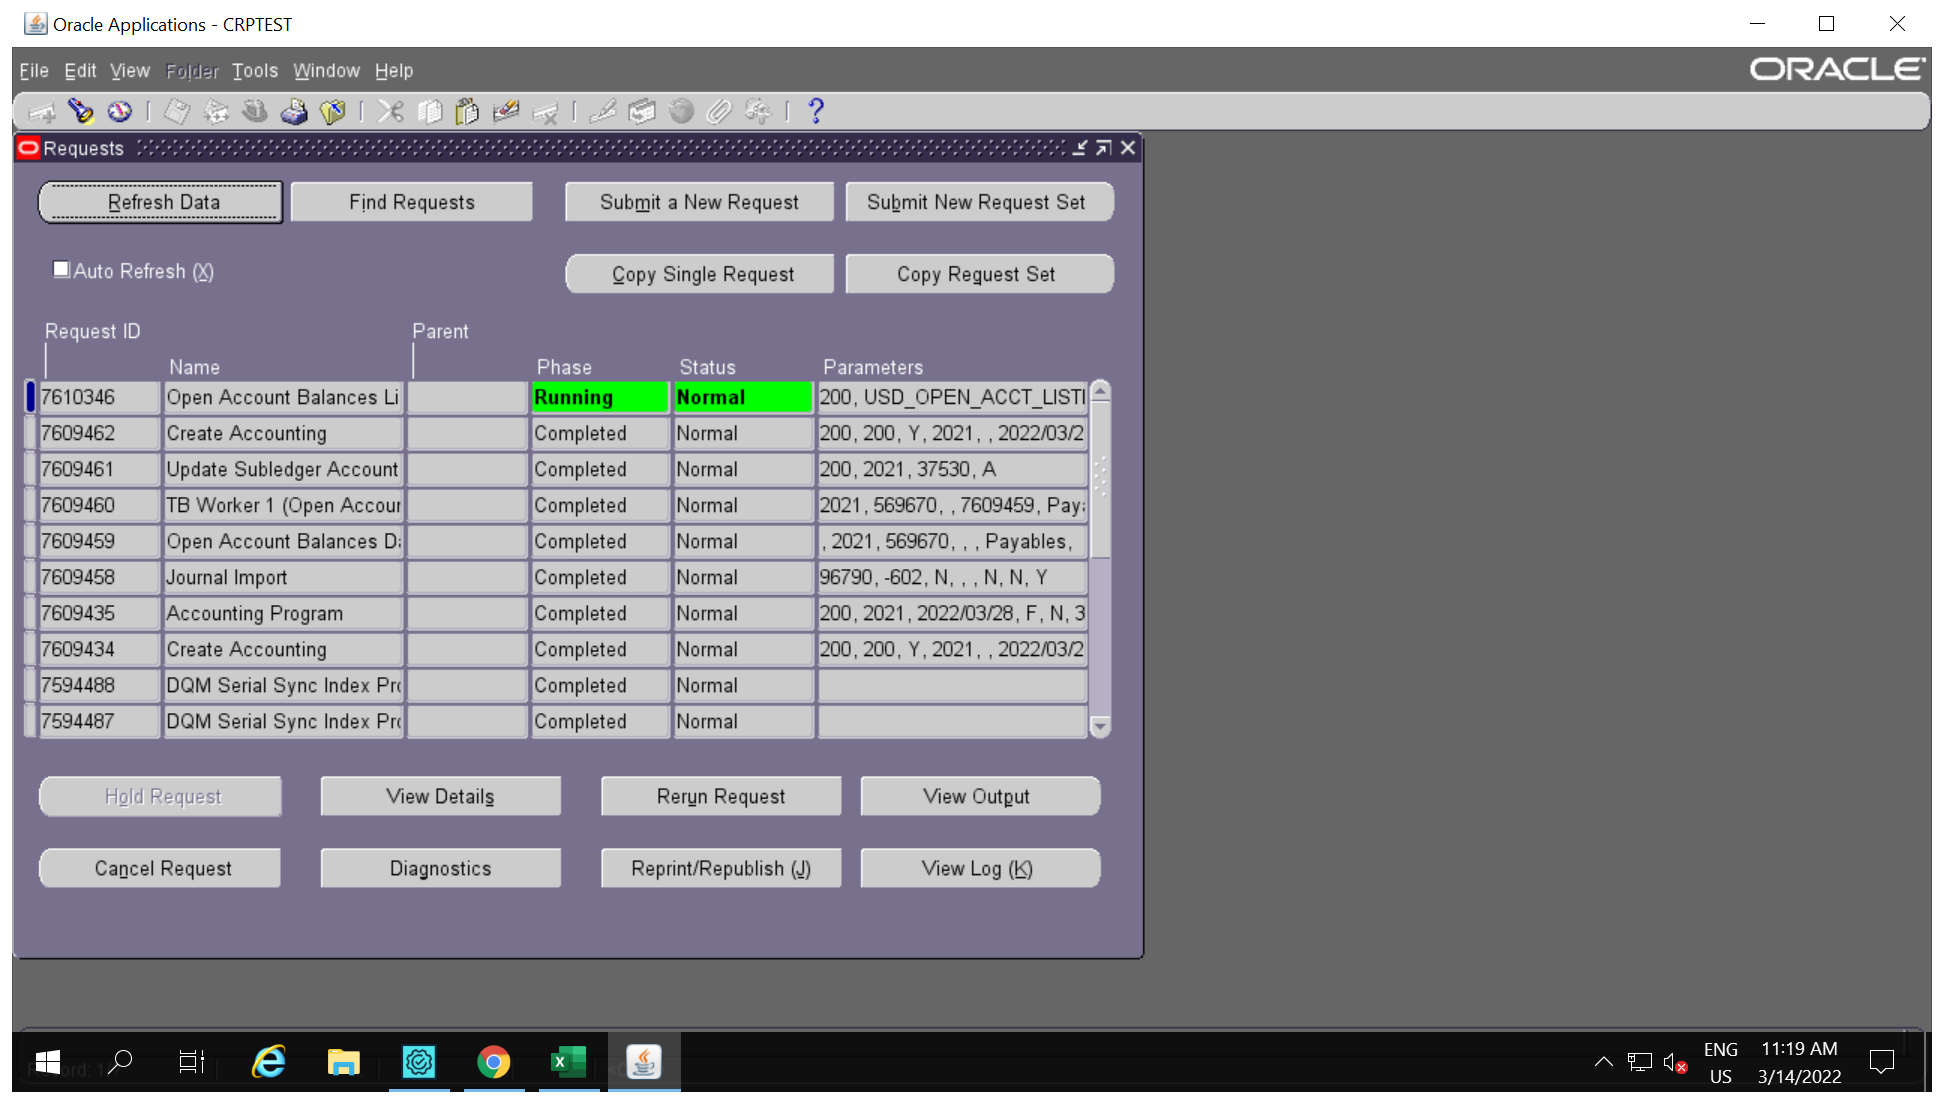 Oracle Applications - CRPTEST
File Edit View Folder Tools Window Help
ORACLE
Requests
Refresh Data
Find Requests
Submit a New Request
Submit New Request Set
Auto Refresh (X)
Copy Single Request
Copy Request Set
Request ID
Parent
Name
Phase
Status
Parameters
7610346 Open Account Balances Li Running Normal 200, USD_OPEN_ACCT_LISTI
7609462 Create Accounting Completed Normal 200, 200, Y, 2021, , 2022/03/2
7609461 Update Subledger Account Completed Normal 200, 2021, 37530, A
7609460 TB Worker 1 (Open Accour Completed Normal 2021, 569670, , 7609459, Pay
7609459 Open Account Balances D Completed Normal , 2021, 569670, , , Payables,
7609458 Journal Import Completed Normal 96790, -602, N, , , N, N, Y
7609435 Accounting Program Completed Normal 200, 2021, 2022/03/28, F, N, 3
7609434 Create Accounting Completed Normal 200, 200, Y, 2021, , 2022/03/2
7594488 DQM Serial Sync Index Pr Completed Normal
7594487 DQM Serial Sync Index Pr Completed Normal
Hold Request
View Details
Rerun Request
View Output
Cancel Request
Diagnostics
Reprint/Republish (J)
View Log (K)
ENG
US
11:19 AM
3/14/2022